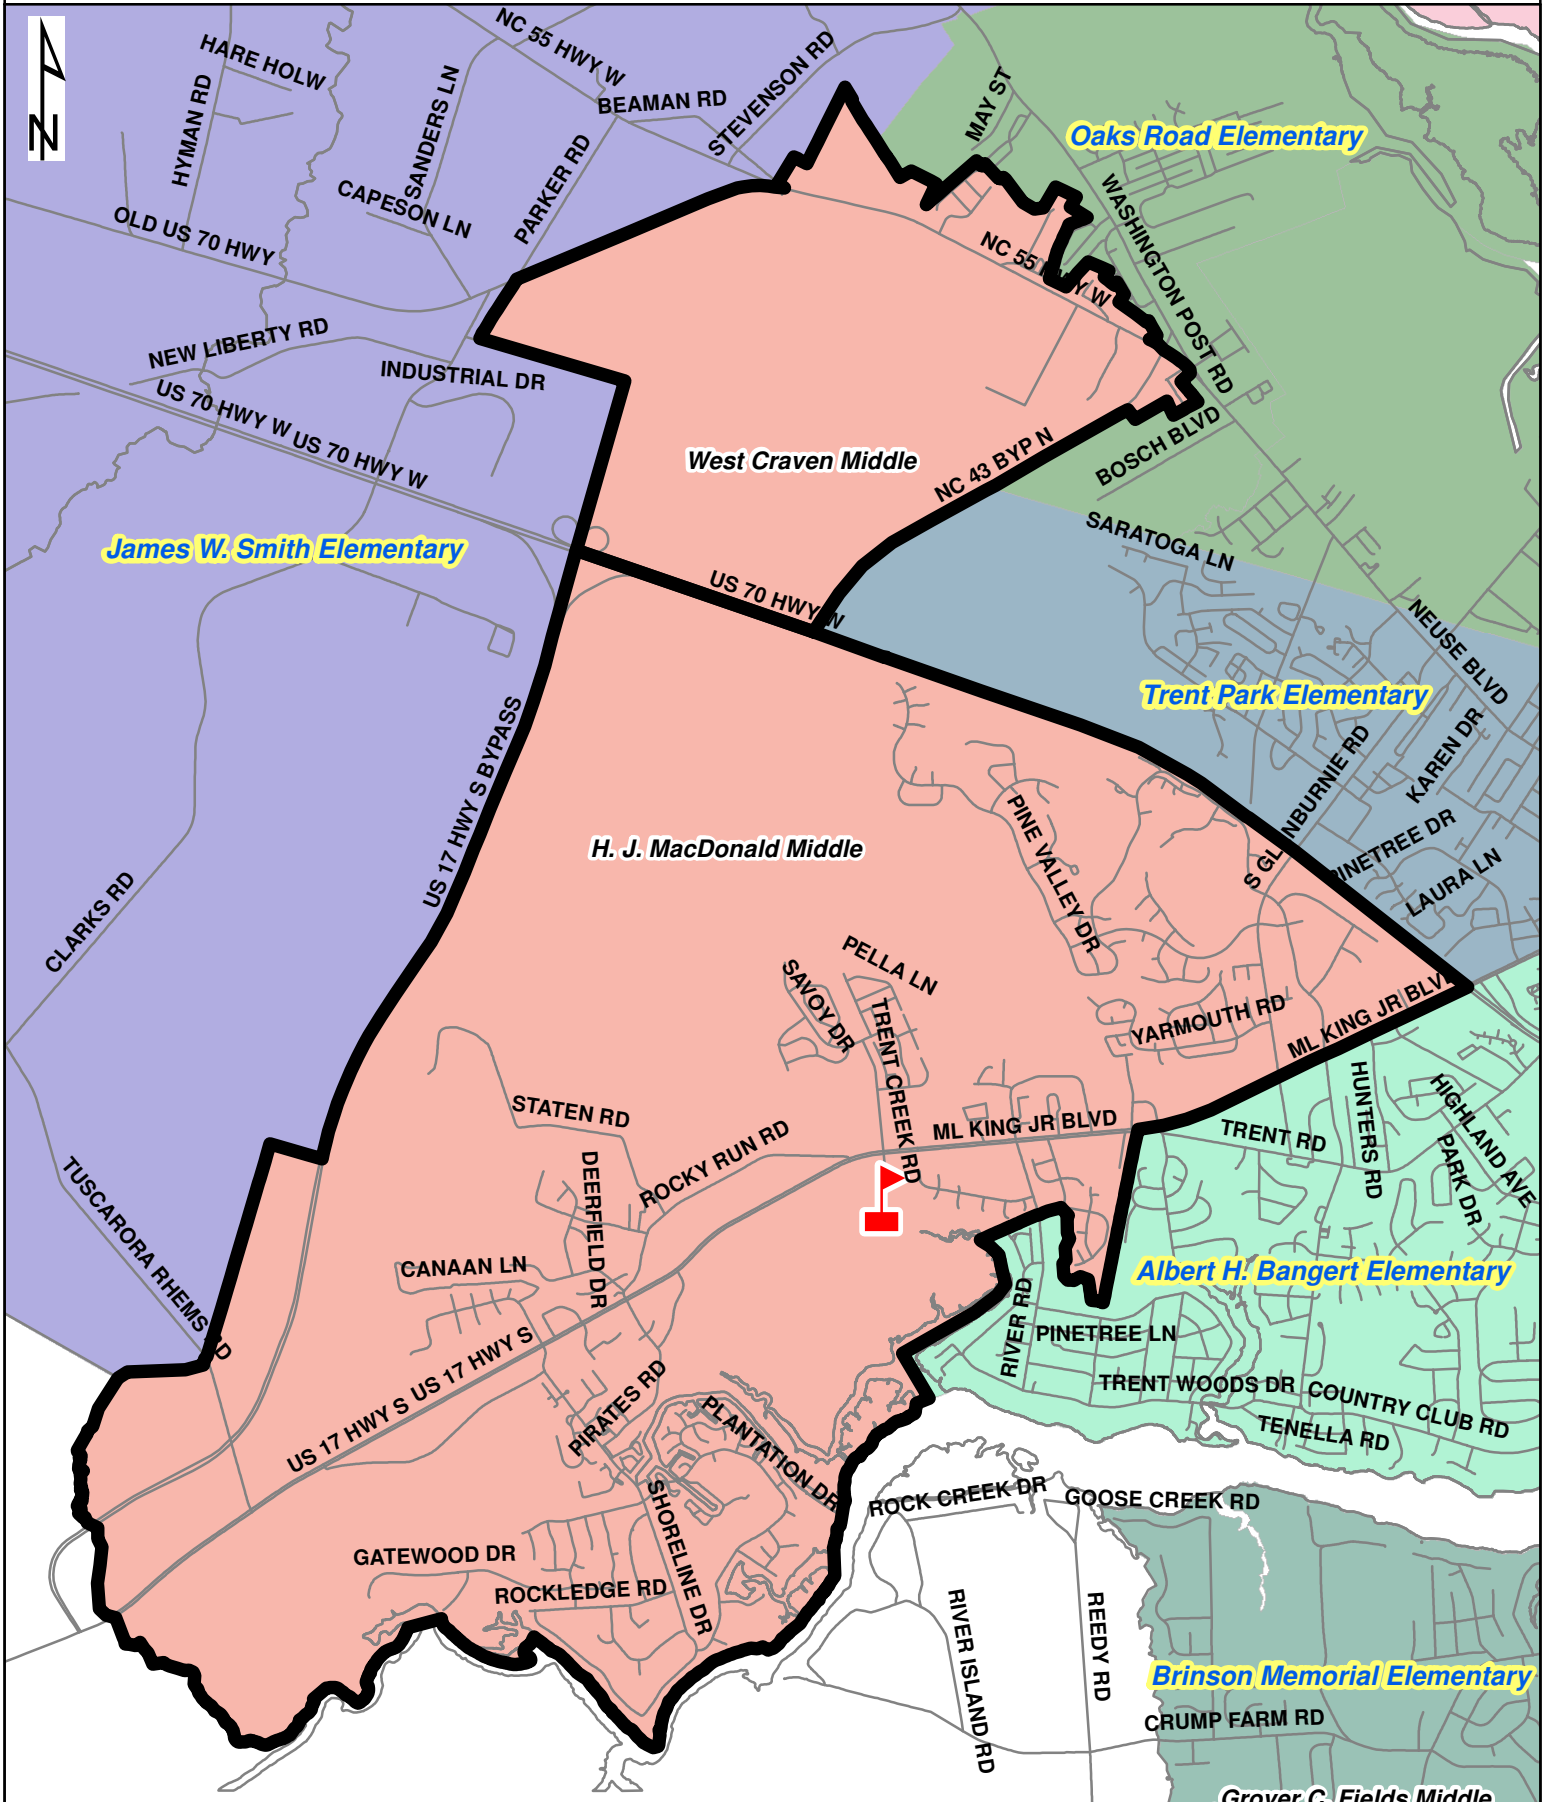 N
HARE HOLW
NC 55 HWY W
STEVENSON RD
HYMAN RD
SANDERS LN
BEAMAN RD
MAY ST
Oaks Road Elementary
CAPESON LN
PARKER RD
OLD US 70 HWY
WASHINGTON POST RD
NC 55 HWY W
NEW LIBERTY RD
INDUSTRIAL DR
US 70 HWY W
US 70 HWY W
West Craven Middle
NC 43 BYP N
BOSCH BLVD
James W. Smith Elementary
SARATOGA LN
US 70 HWY W
NEUSE BLVD
Trent Park Elementary
US 17 HWY S BYPASS
KAREN DR
H. J. MacDonald Middle
PINE VALLEY DR
S GLENBURNIE RD
PINETREE DR
LAURA LN
CLARKS RD
PELLA LN
SAVOY DR
TRENT CREEK RD
YARMOUTH RD
ML KING JR BLVD
STATEN RD
ML KING JR BLVD
HUNTERS RD
HIGHLAND AVE
TRENT RD
PARK DR
ROCKY RUN RD
DEERFIELD DR
TUSCARORA RHEMS RD
CANAAN LN
Albert H. Bangert Elementary
RIVER RD
PINETREE LN
US 17 HWY S
US 17 HWY S
TRENT WOODS DR
COUNTRY CLUB RD
TENELLA RD
PIRATES RD
PLANTATION DR
ROCK CREEK DR
GOOSE CREEK RD
SHORELINE DR
GATEWOOD DR
ROCKLEDGE RD
RIVER ISLAND RD
REEDY RD
Brinson Memorial Elementary
CRUMP FARM RD
Grover C. Fields Middle